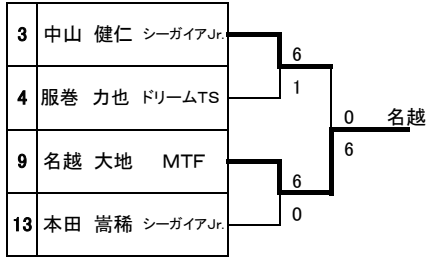 3 中山 健仁 シーガイアJr.
6
4 服巻 力也 ドリームTS
1
0 名越
9 名越 大地 MTF
6
6
13 本田 嵩稀 シーガイアJr.
0